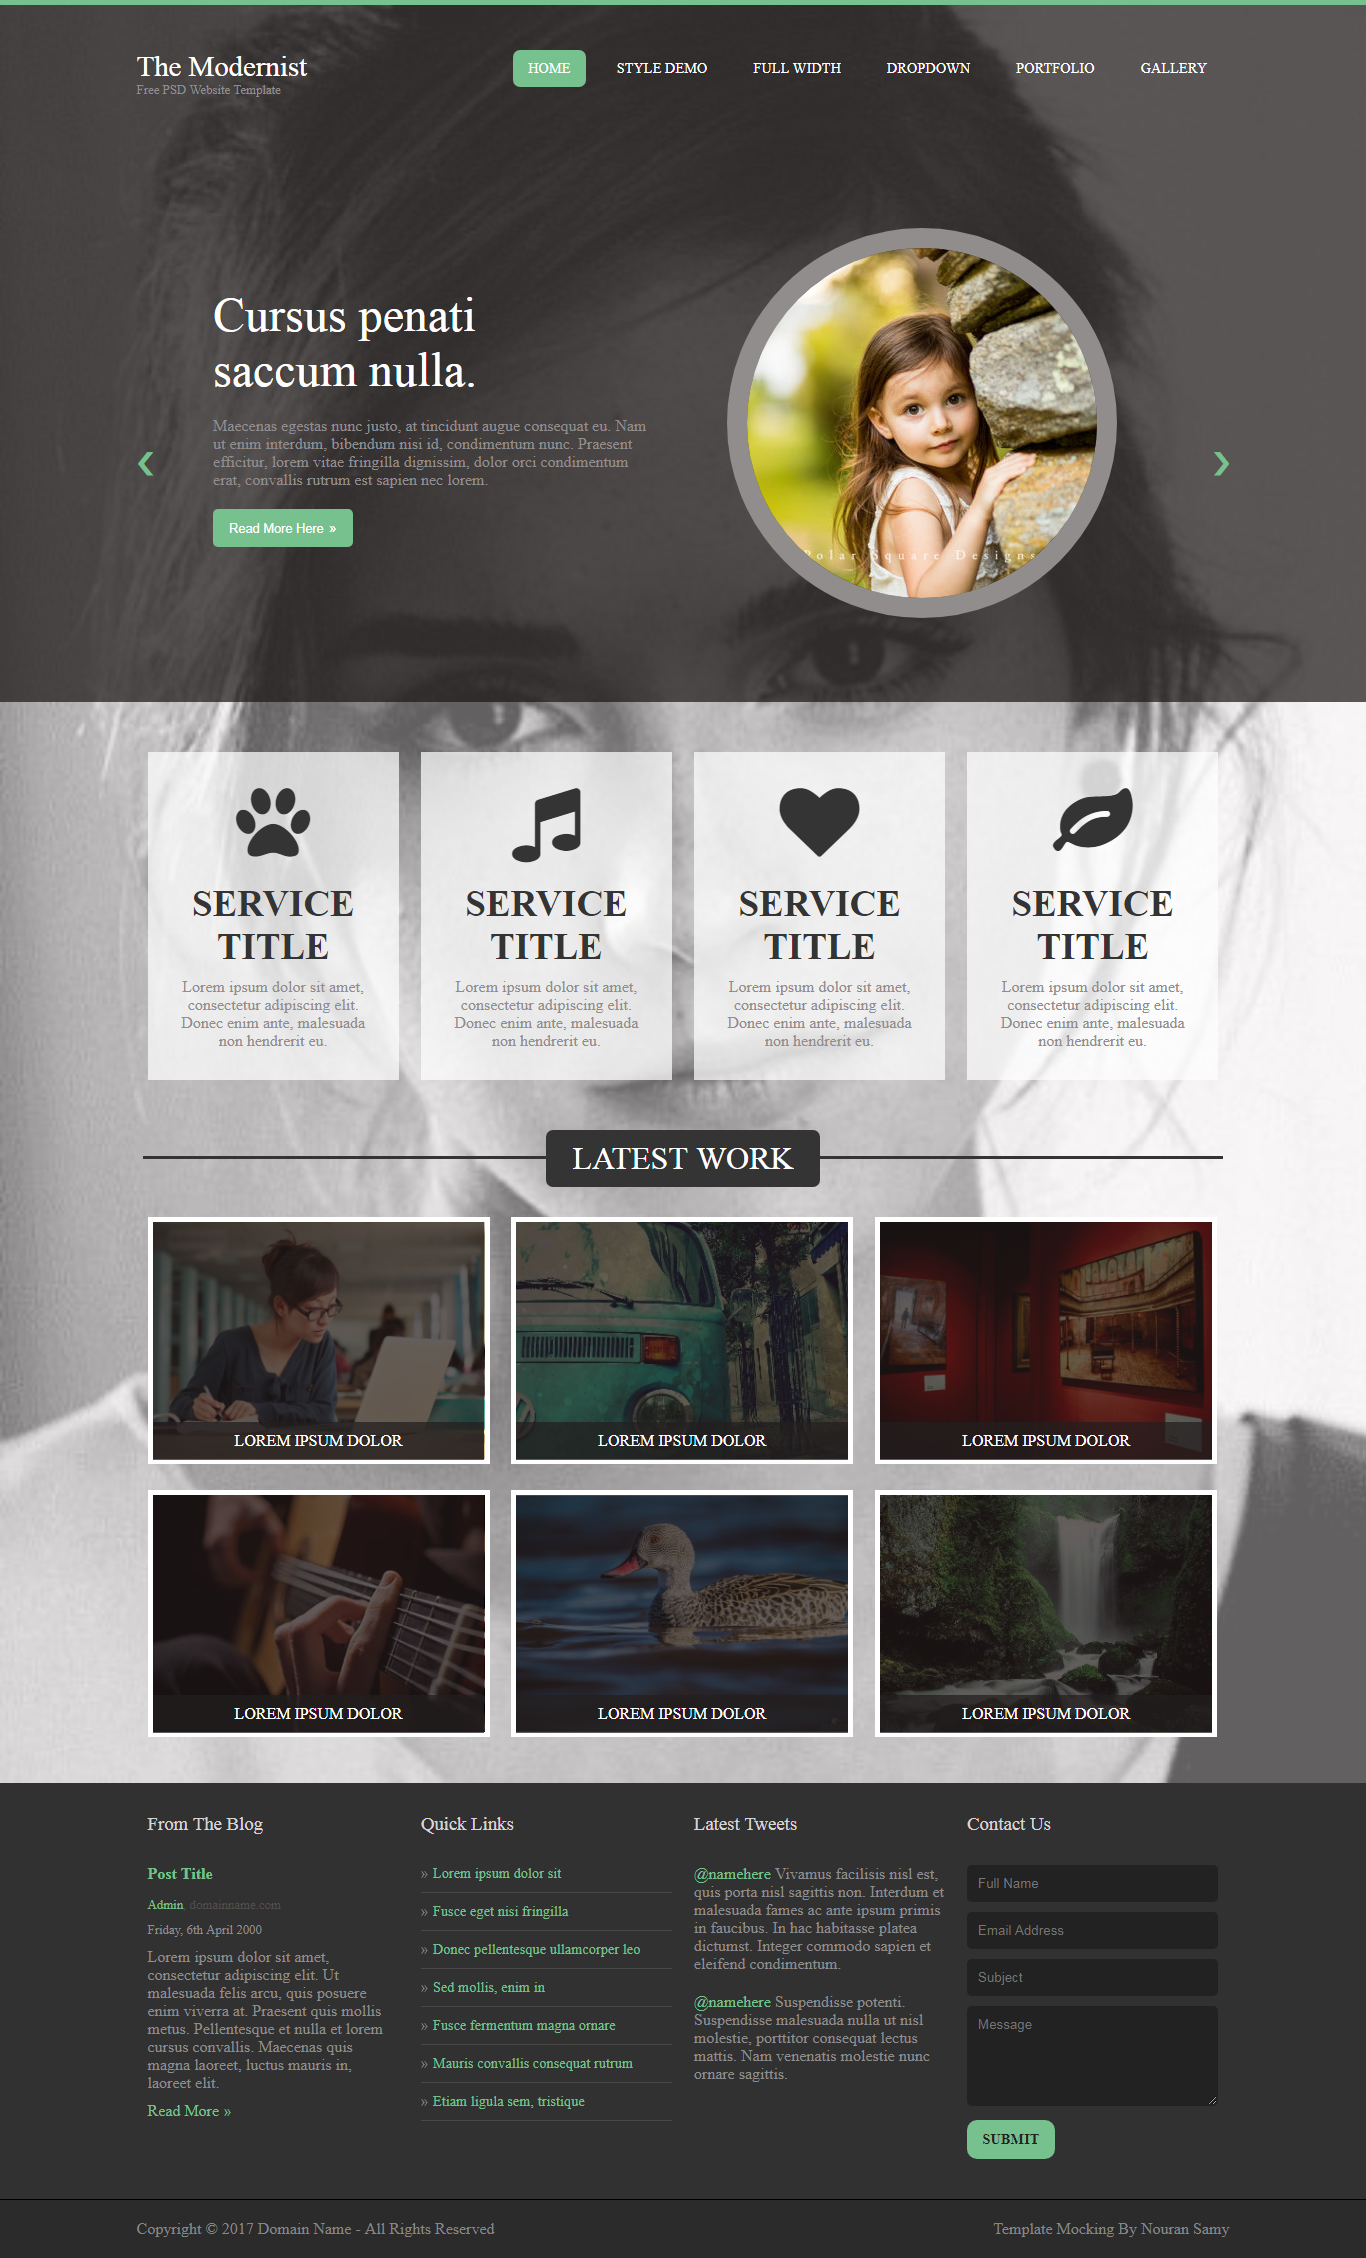 The Modernist
Free PSD Website Template
HOME STYLE DEMO FULL WIDTH DROPDOWN PORTFOLIO GALLERY
Cursus penati
saccum nulla.
Maecenas egestas nunc justo, at tincidunt augue consequat eu. Nam
ut enim interdum, bibendum nisi id, condimentum nunc. Praesent
efficitur, lorem vitae fringilla dignissim, dolor orci condimentum
erat, convallis rutrum est sapien nec lorem.
Read More Here »
Polar Square Designs
SERVICE
TITLE
Lorem ipsum dolor sit amet,
consectetur adipiscing elit.
Donec enim ante, malesuada
non hendrerit eu.
SERVICE
TITLE
Lorem ipsum dolor sit amet,
consectetur adipiscing elit.
Donec enim ante, malesuada
non hendrerit eu.
SERVICE
TITLE
Lorem ipsum dolor sit amet,
consectetur adipiscing elit.
Donec enim ante, malesuada
non hendrerit eu.
SERVICE
TITLE
Lorem ipsum dolor sit amet,
consectetur adipiscing elit.
Donec enim ante, malesuada
non hendrerit eu.
LATEST WORK
LOREM IPSUM DOLOR
LOREM IPSUM DOLOR
LOREM IPSUM DOLOR
LOREM IPSUM DOLOR
LOREM IPSUM DOLOR
LOREM IPSUM DOLOR
From The Blog
Post Title
Admin, domainname.com
Friday, 6th April 2000
Lorem ipsum dolor sit amet,
consectetur adipiscing elit. Ut
malesuada felis arcu, quis posuere
enim viverra at. Praesent quis mollis
metus. Pellentesque et nulla et lorem
cursus convallis. Maecenas quis
magna laoreet, luctus mauris in,
laoreet elit.
Read More »
Quick Links
» Lorem ipsum dolor sit
» Fusce eget nisi fringilla
» Donec pellentesque ullamcorper leo
» Sed mollis, enim in
» Fusce fermentum magna ornare
» Mauris convallis consequat rutrum
» Etiam ligula sem, tristique
Latest Tweets
@namehere Vivamus facilisis nisl est,
quis porta nisl sagittis non. Interdum et
malesuada fames ac ante ipsum primis
in faucibus. In hac habitasse platea
dictumst. Integer commodo sapien et
eleifend condimentum.
@namehere Suspendisse potenti.
Suspendisse malesuada nulla ut nisl
molestie, porttitor consequat lectus
mattis. Nam venenatis molestie nunc
ornare sagittis.
Contact Us
Full Name
Email Address
Subject
Message
SUBMIT
Copyright © 2017 Domain Name - All Rights Reserved
Template Mocking By Nouran Samy